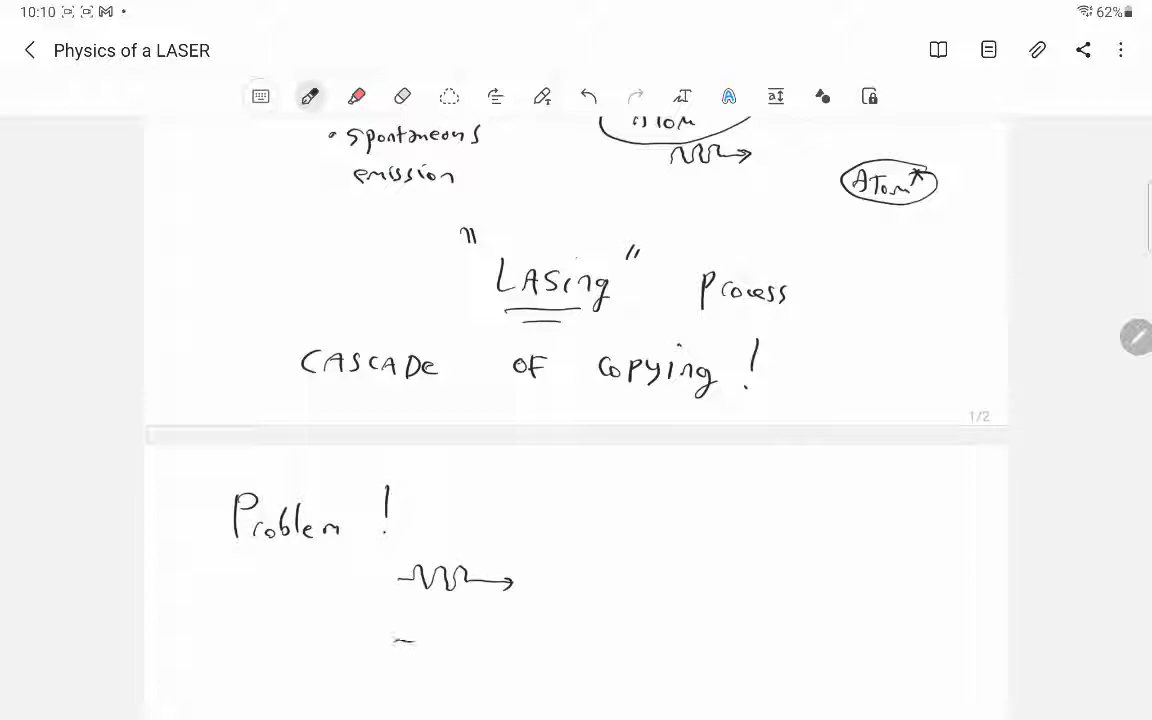 10:10 62%
Physics of a LASER
• spontaneous
emission
ATom*
"LASing" Process
CASCADE OF copying!
1/2
Problem!